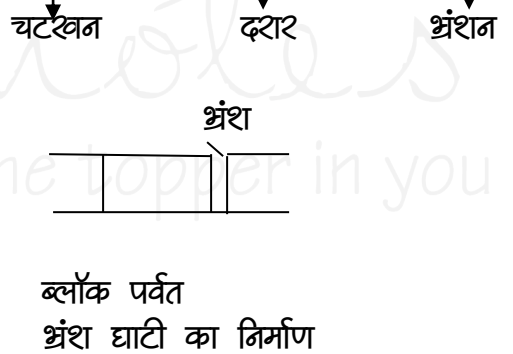 चटखन दरार भ्रंशन
भ्रंश
ब्लॉक पर्वत
भ्रंश घाटी का निर्माण